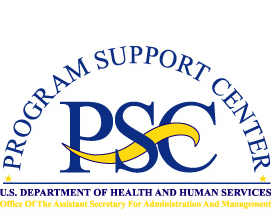 PROGRAM SUPPORT CENTER
PSC
U.S. DEPARTMENT OF HEALTH AND HUMAN SERVICES
Office Of The Assistant Secretary For Administration And Management